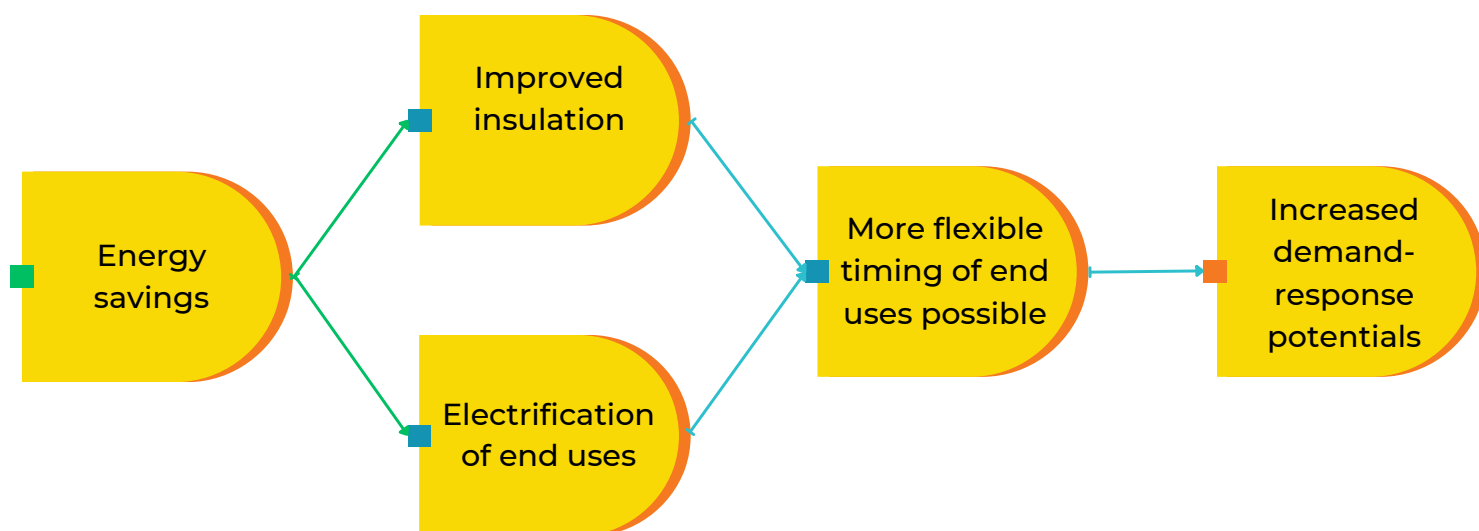 Energy
savings
Improved
insulation
Electrification
of end uses
More flexible
timing of end
uses possible
Increased
demand-
response
potentials